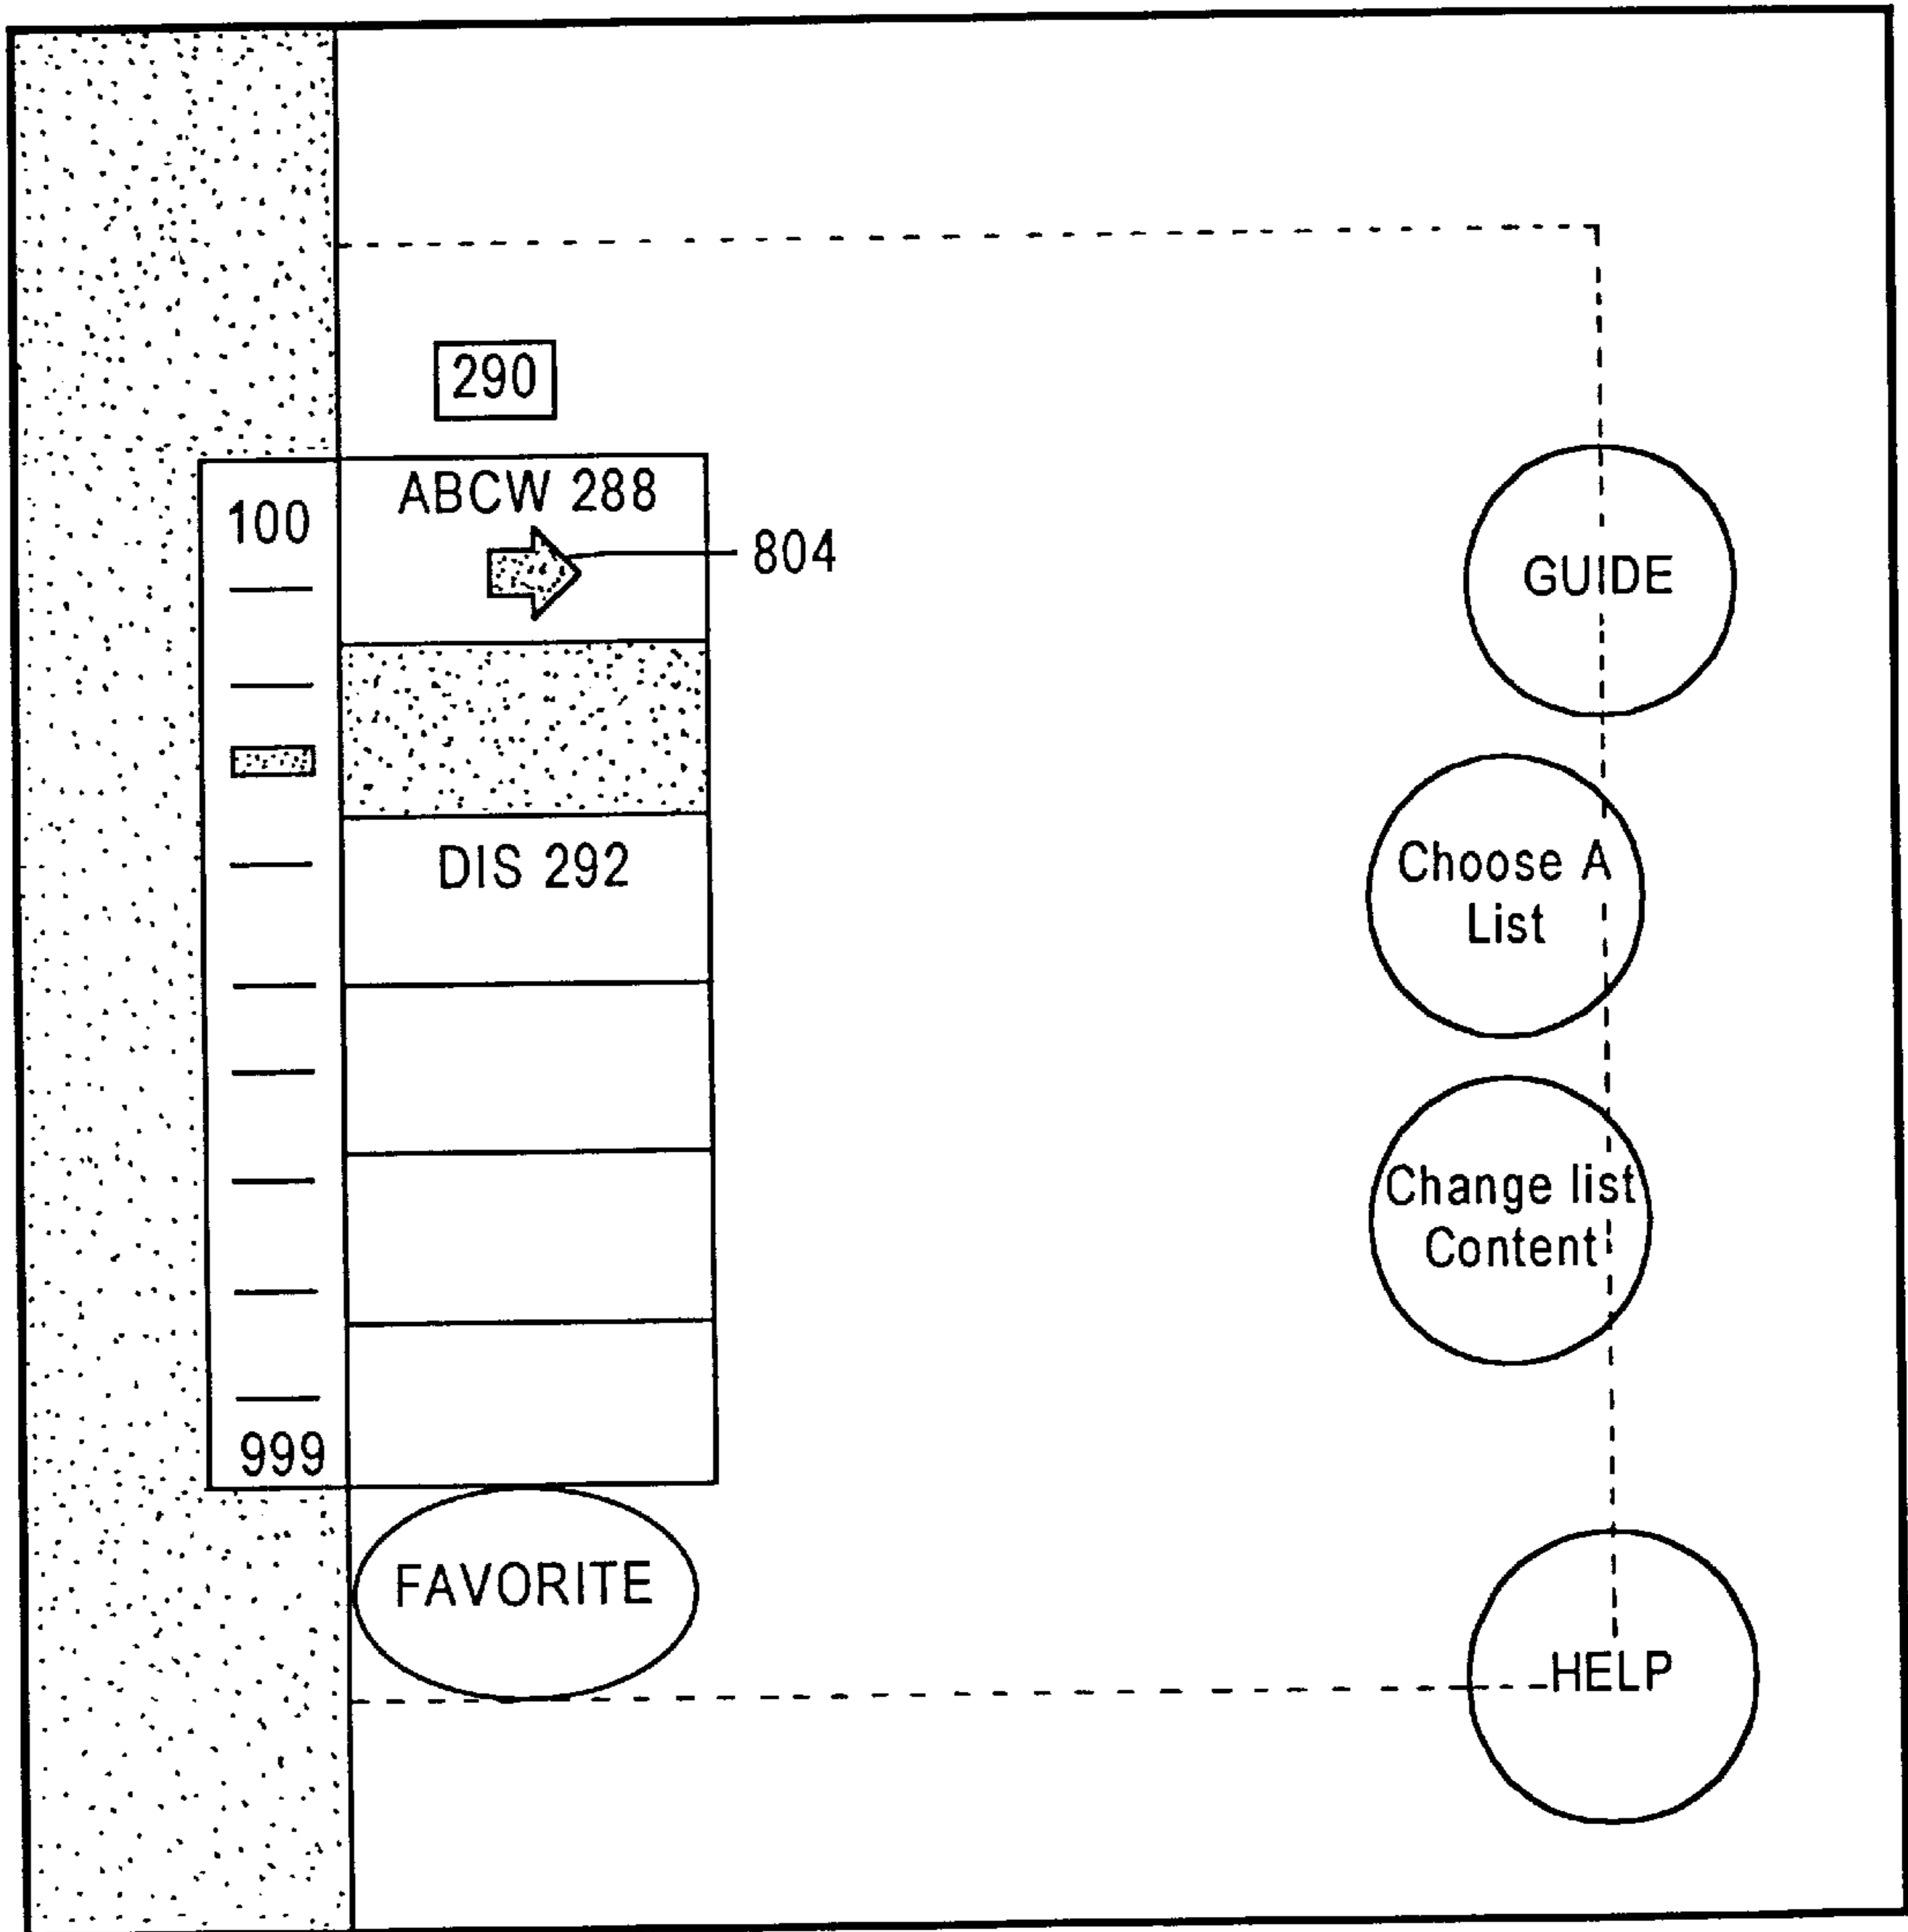 290
ABCW 288
100
804
GUIDE
Choose A
List
DIS 292
Change list
Content
999
FAVORITE
HELP